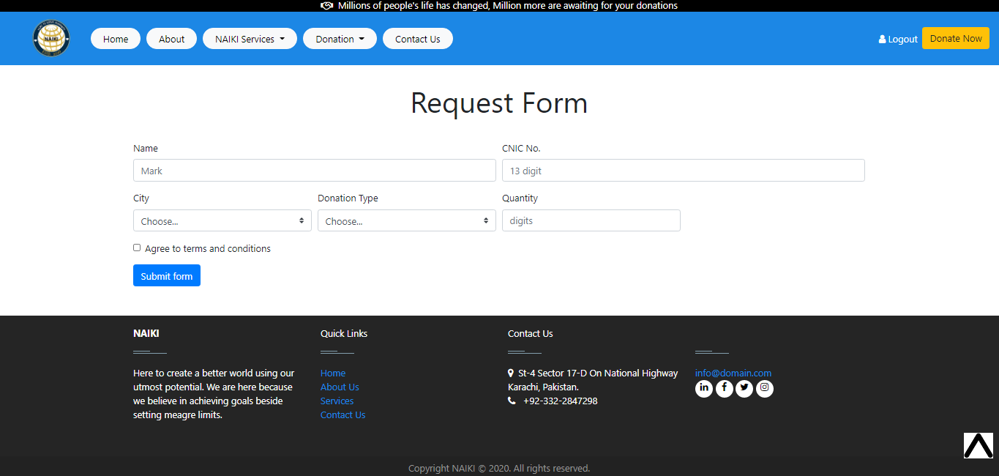 Millions of people's life has changed, Million more are awaiting for your donations
NAIKI
Home
About
NAIKI Services
Donation
Contact Us
Logout
Donate Now
Request Form
Name
CNIC No.
Mark
13 digit
City
Donation Type
Quantity
Choose...
Choose...
digits
Agree to terms and conditions
Submit form
NAIKI
Here to create a better world using our
utmost potential. We are here because
we believe in achieving goals beside
setting meagre limits.
Quick Links
Home
About Us
Services
Contact Us
Contact Us
St-4 Sector 17-D On National Highway
Karachi, Pakistan.
+92-332-2847298
info@domain.com
Copyright NAIKI © 2020. All rights reserved.